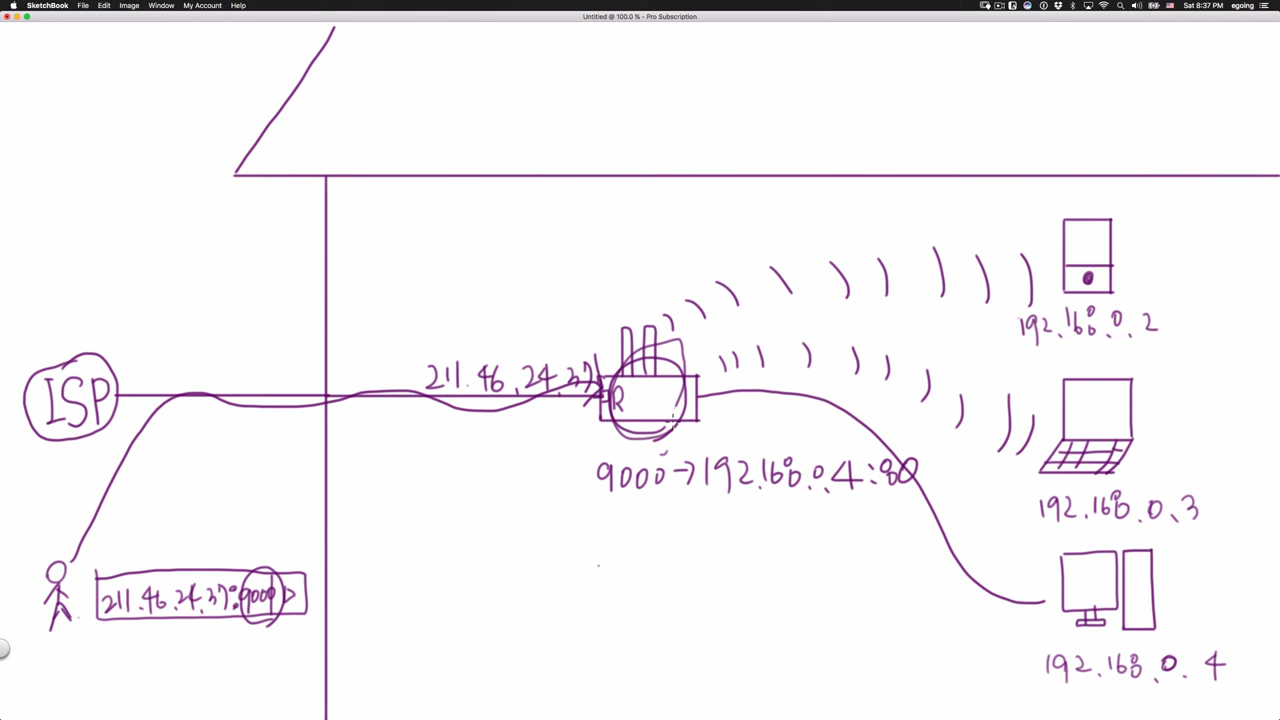 SketchBook File Edit Image Window My Account Help
Sat 8:37 PM egoing
Untitled @ 100.0 % - Pro Subscription
192.168.0.2
211.46.24.37
ISP
R
9000→192.168.0.4:80
192.168.0.3
211.46.24.37:9000
192.168.0.4